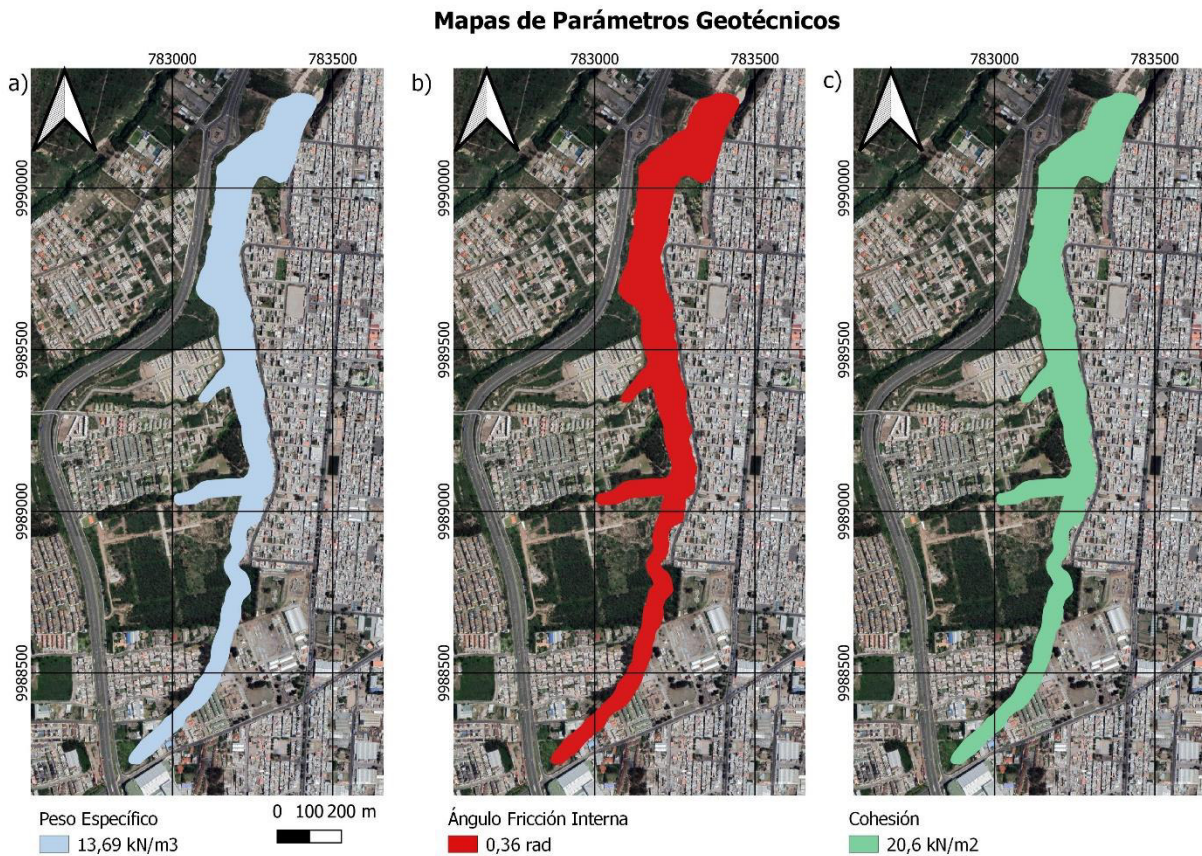 Mapas de Parámetros Geotécnicos
a)
783000
783500
9990000
9989500
9989000
9988500
b)
783000
783500
9990000
9989500
9989000
9988500
c)
783000
783500
9990000
9989500
9989000
9988500
Peso Específico
13,69 kN/m3
0 100 200 m
Ángulo Fricción Interna
0,36 rad
Cohesión
20,6 kN/m2